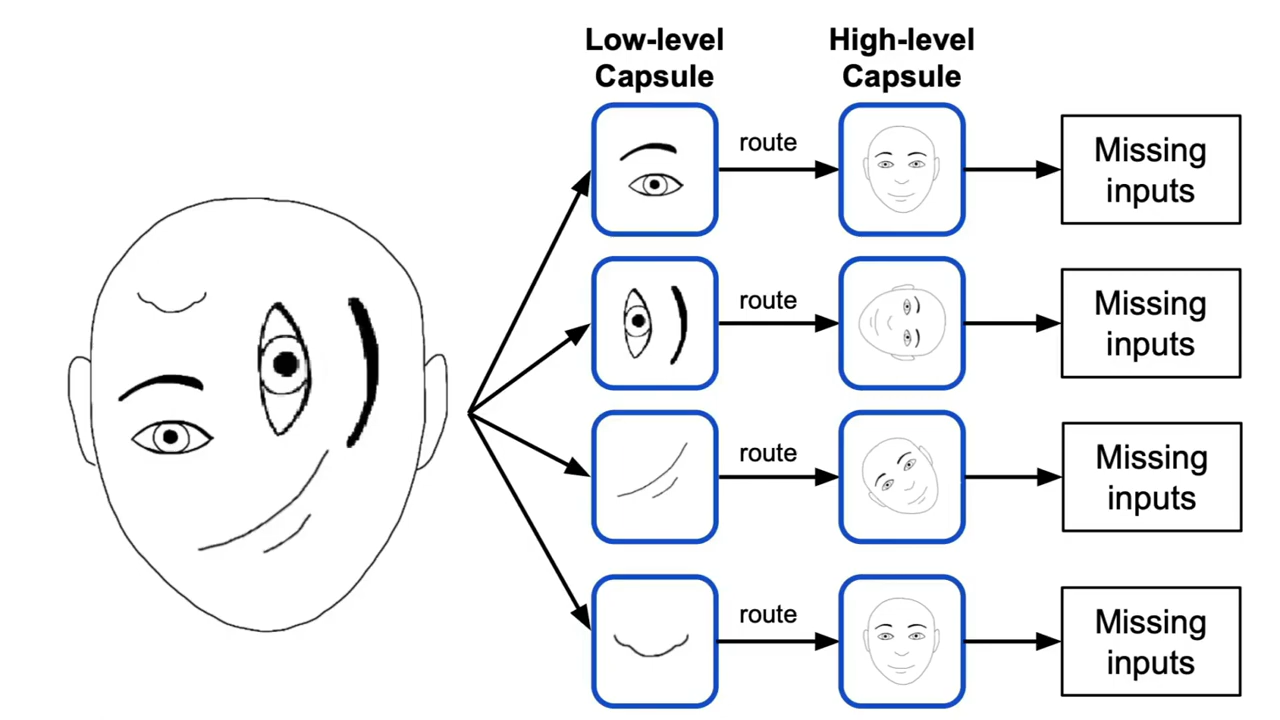 Low-level
Capsule
High-level
Capsule
route
Missing
inputs
route
Missing
inputs
route
Missing
inputs
route
Missing
inputs